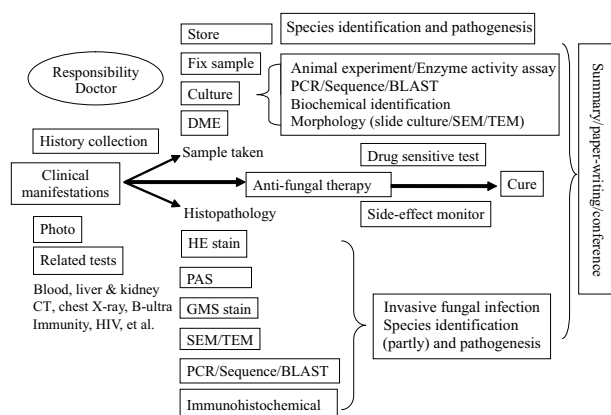 Store
Species identification and pathogenesis
Responsibility
Doctor
Fix sample
Culture
DME
Animal experiment/Enzyme activity assay
PCR/Sequence/BLAST
Biochemical identification
Morphology (slide culture/SEM/TEM)
History collection
Sample taken
Drug sensitive test
Clinical
manifestations
Anti-fungal therapy
Cure
Histopathology
Side-effect monitor
Photo
Related tests
Blood, liver & kidney
CT, chest X-ray, B-ultra
Immunity, HIV, et al.
HE stain
PAS
GMS stain
SEM/TEM
PCR/Sequence/BLAST
Immunohistochemical
Invasive fungal infection
Species identification
(partly) and pathogenesis
Summary/paper-writing/conference